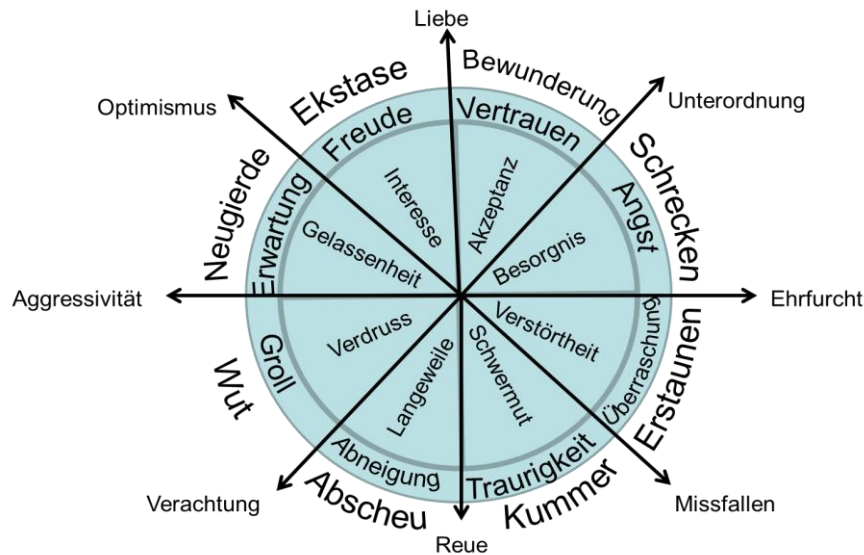 Liebe
Bewunderung
Ekstase
Unterordnung
Optimismus
Vertrauen
Freude
Schrecken
Neugierde
Angst
Erwartung
Interesse
Akzeptanz
Gelassenheit
Besorgnis
Aggressivität
Ehrfurcht
Verdruss
Verstörtheit
Überraschung
Groll
Langeweile
Schwermut
Erstaunen
Wut
Abneigung
Traurigkeit
Abscheu
Kummer
Verachtung
Missfallen
Reue